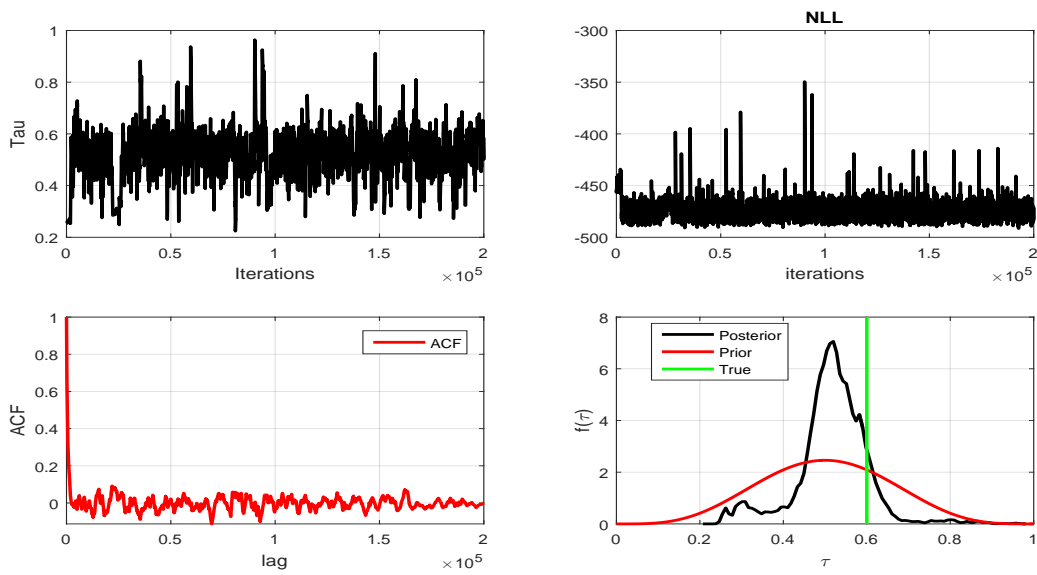 Tau
1
0.8
0.6
0.4
0.2
0 0.5 1 1.5 2
Iterations
×10^5
NLL
-300
-350
-400
-450
-500
0 0.5 1 1.5 2
iterations
×10^5
ACF
1
0.8
0.6
0.4
0.2
0
ACF
0 0.5 1 1.5 2
lag
×10^5
f(τ)
8
6
4
2
0
Posterior
Prior
True
0 0.2 0.4 0.6 0.8 1
τ